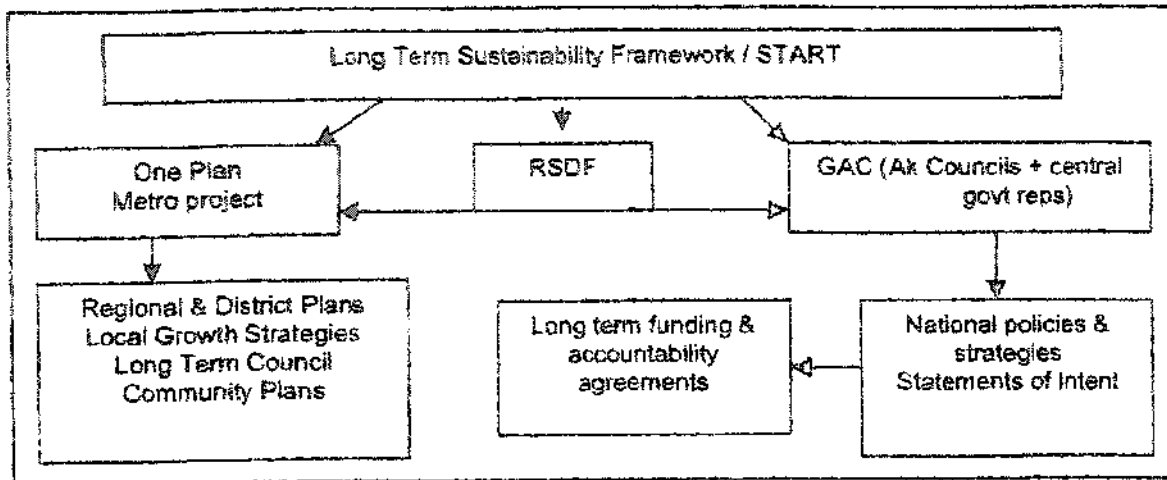 Long Term Sustainability Framework / START
One Plan
Metro project
RSDF
GAC (Ak Councils + central
govt reps)
Regional & District Plans
Local Growth Strategies
Long Term Council
Community Plans
Long term funding &
accountability
agreements
National policies &
strategies
Statements of Intent